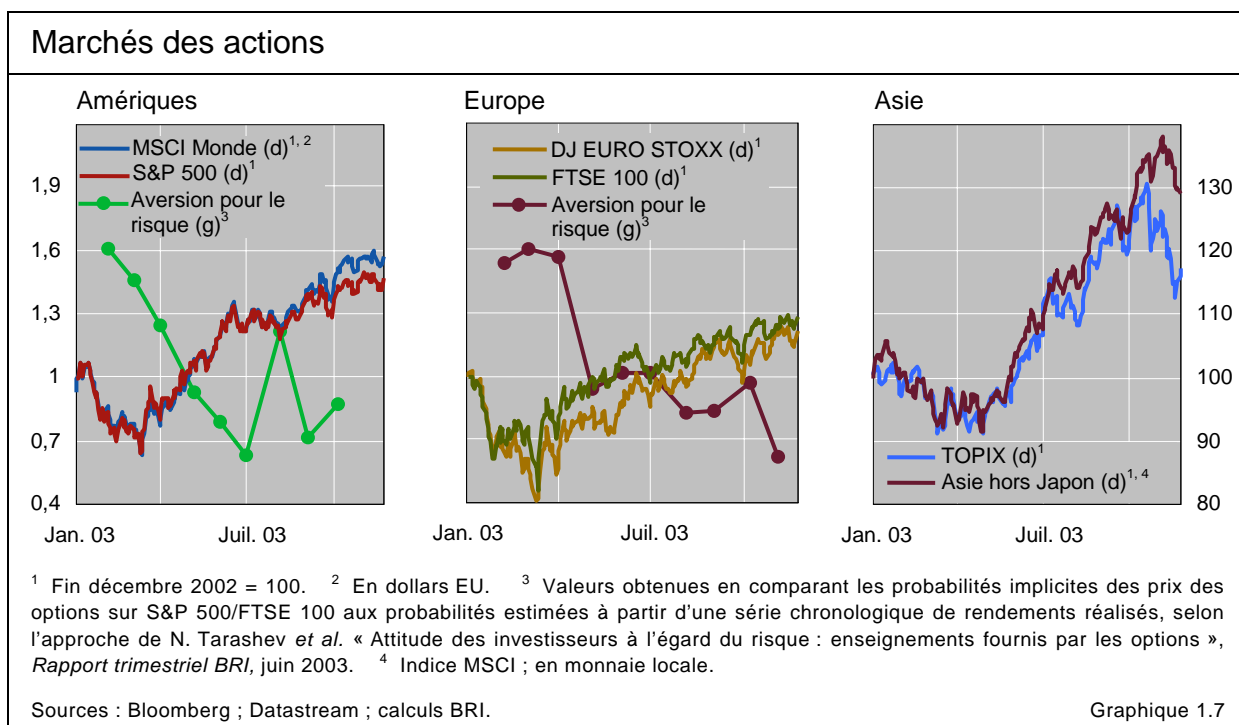 Marchés des actions
Amériques
Europe
Asie
MSCI Monde (d)1, 2
S&P 500 (d)1
Aversion pour le
risque (g)3
DJ EURO STOXX (d)1
FTSE 100 (d)1
Aversion pour le
risque (g)3
TOPIX (d)1
Asie hors Japon (d)1, 4
1,9
1,6
1,3
1
0,7
0,4
130
120
110
100
90
80
Jan. 03
Juil. 03
Jan. 03
Juil. 03
Jan. 03
Juil. 03
1 Fin décembre 2002 = 100. 2 En dollars EU. 3 Valeurs obtenues en comparant les probabilités implicites des prix des
options sur S&P 500/FTSE 100 aux probabilités estimées à partir d'une série chronologique de rendements réalisés, selon
l'approche de N. Tarashev et al. « Attitude des investisseurs à l'égard du risque : enseignements fournis par les options »,
Rapport trimestriel BRI, juin 2003. 4 Indice MSCI ; en monnaie locale.
Sources : Bloomberg ; Datastream ; calculs BRI.
Graphique 1.7